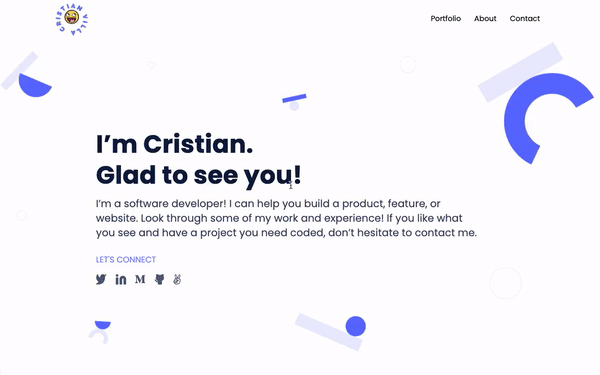 CRISTIAN VILLA
Portfolio About Contact
I’m Cristian.
Glad to see you!
I’m a software developer! I can help you build a product, feature, or
website. Look through some of my work and experience! If you like what
you see and have a project you need coded, don’t hesitate to contact me.
LET'S CONNECT